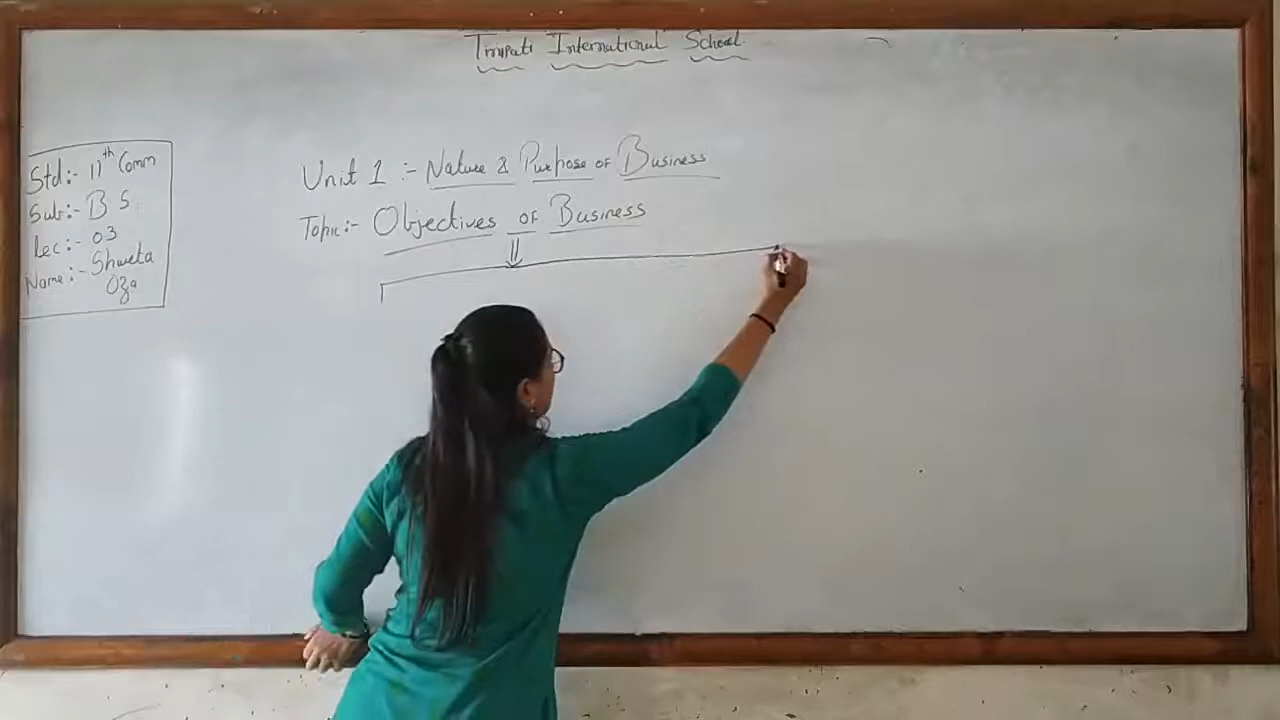 Tirupati International School
Std:- 11th Comm
Sub:- B S
Lec:- 03
Name:- Shweta
Oza
Unit 1 :- Nature & Purpose of Business
Topic:- Objectives of Business